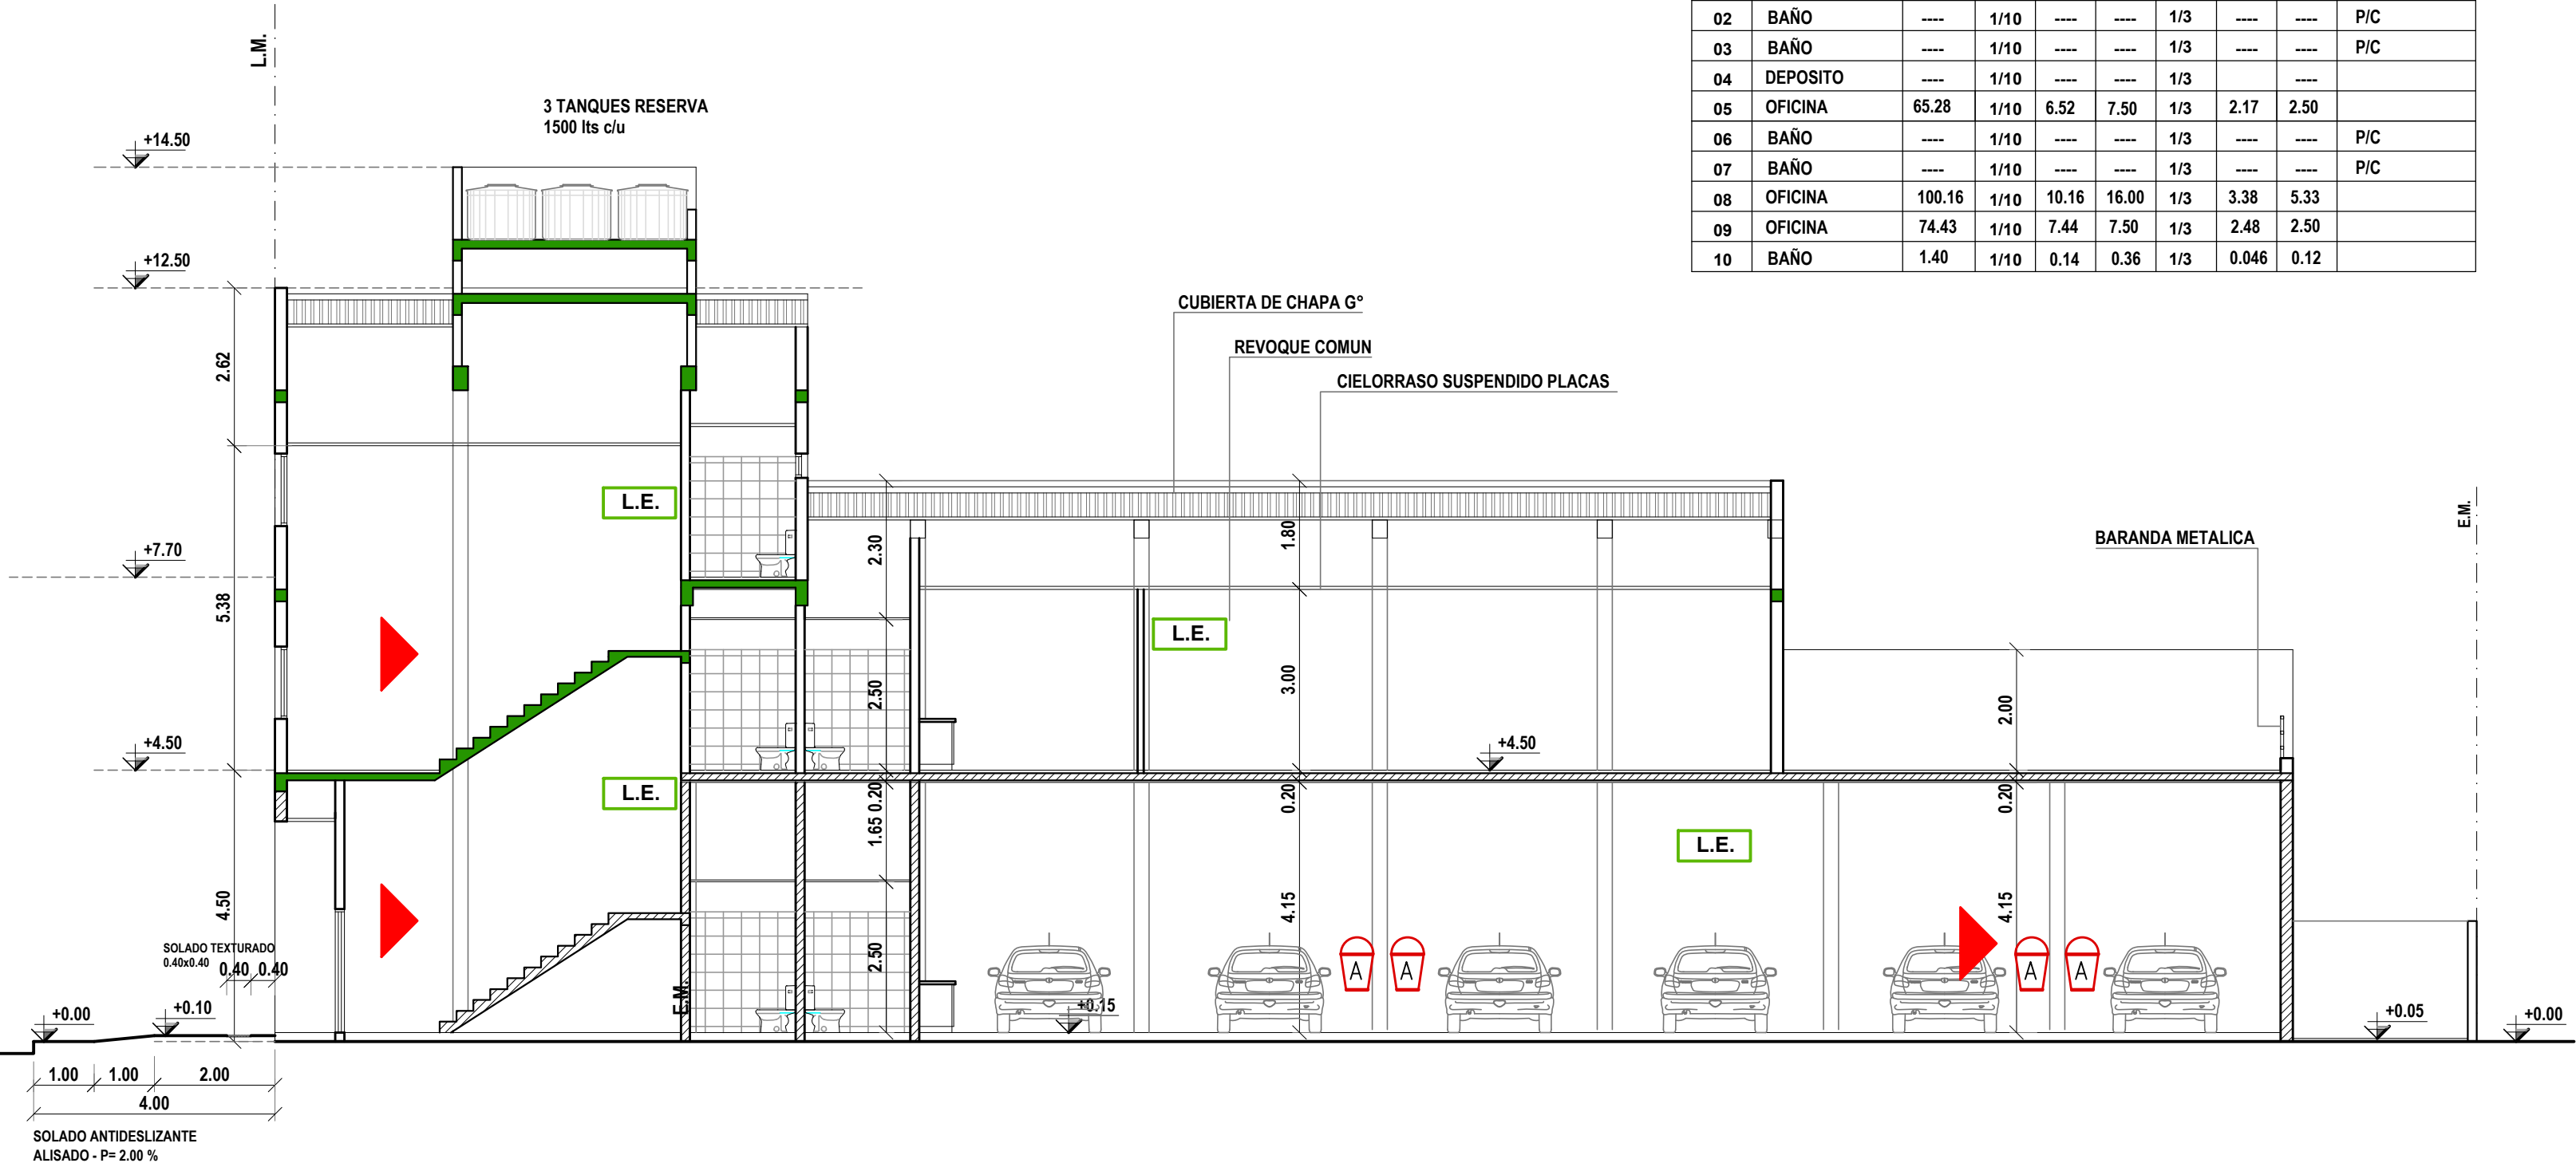 02 BAÑO ---- 1/10 ---- ---- 1/3 ---- ---- P/C
03 BAÑO ---- 1/10 ---- ---- 1/3 ---- ---- P/C
04 DEPOSITO ---- 1/10 ---- ---- 1/3 ----
05 OFICINA 65.28 1/10 6.52 7.50 1/3 2.17 2.50
06 BAÑO ---- 1/10 ---- ---- 1/3 ---- ---- P/C
07 BAÑO ---- 1/10 ---- ---- 1/3 ---- ---- P/C
08 OFICINA 100.16 1/10 10.16 16.00 1/3 3.38 5.33
09 OFICINA 74.43 1/10 7.44 7.50 1/3 2.48 2.50
10 BAÑO 1.40 1/10 0.14 0.36 1/3 0.046 0.12
L.M.
3 TANQUES RESERVA
1500 lts c/u
+14.50
+12.50
CUBIERTA DE CHAPA G°
REVOQUE COMUN
CIELORRASO SUSPENDIDO PLACAS
2.62
L.E.
E.M.
BARANDA METALICA
+7.70
2.30
1.80
5.38
L.E.
2.50
3.00
2.00
+4.50
+4.50
L.E.
0.20
0.20
0.20
1.65
L.E.
4.50
4.15
4.15
SOLADO TEXTURADO
0.40x0.40
0.40
0.40
2.50
A
A
A
A
E.M.
+0.00
+0.10
+0.15
+0.05
+0.00
1.00
1.00
2.00
4.00
SOLADO ANTIDESLIZANTE
ALISADO - P= 2.00 %